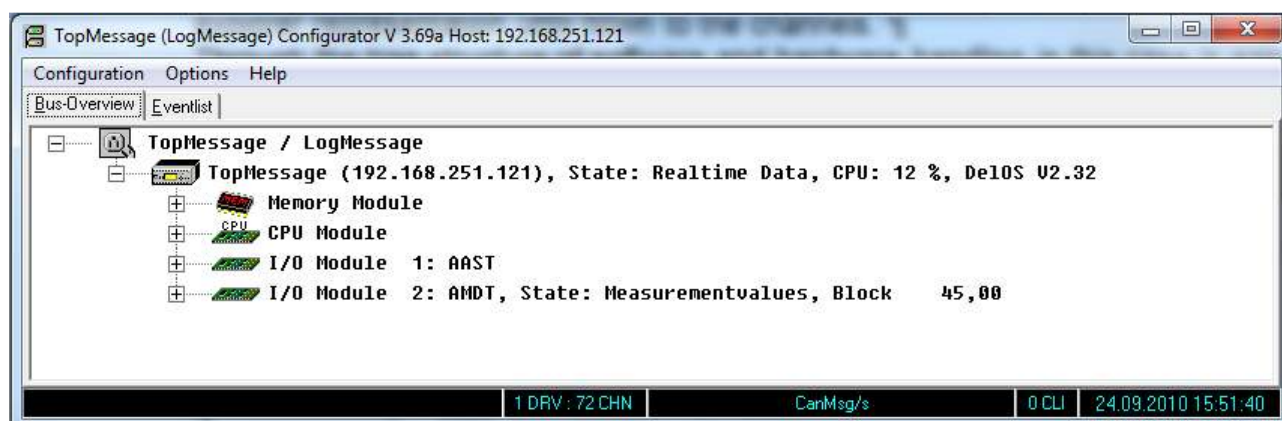 TopMessage (LogMessage) Configurator V 3.69a Host: 192.168.251.121
Configuration Options Help
Bus-Overview Eventlist
TopMessage / LogMessage
TopMessage (192.168.251.121), State: Realtime Data, CPU: 12 %, DelOS V2.32
Memory Module
CPU CPU Module
I/O Module 1: AAST
I/O Module 2: AMDT, State: Measurementvalues, Block 45,00
1 DRV : 72 CHN CanMsg/s 0 CLI 24.09.2010 15:51:40